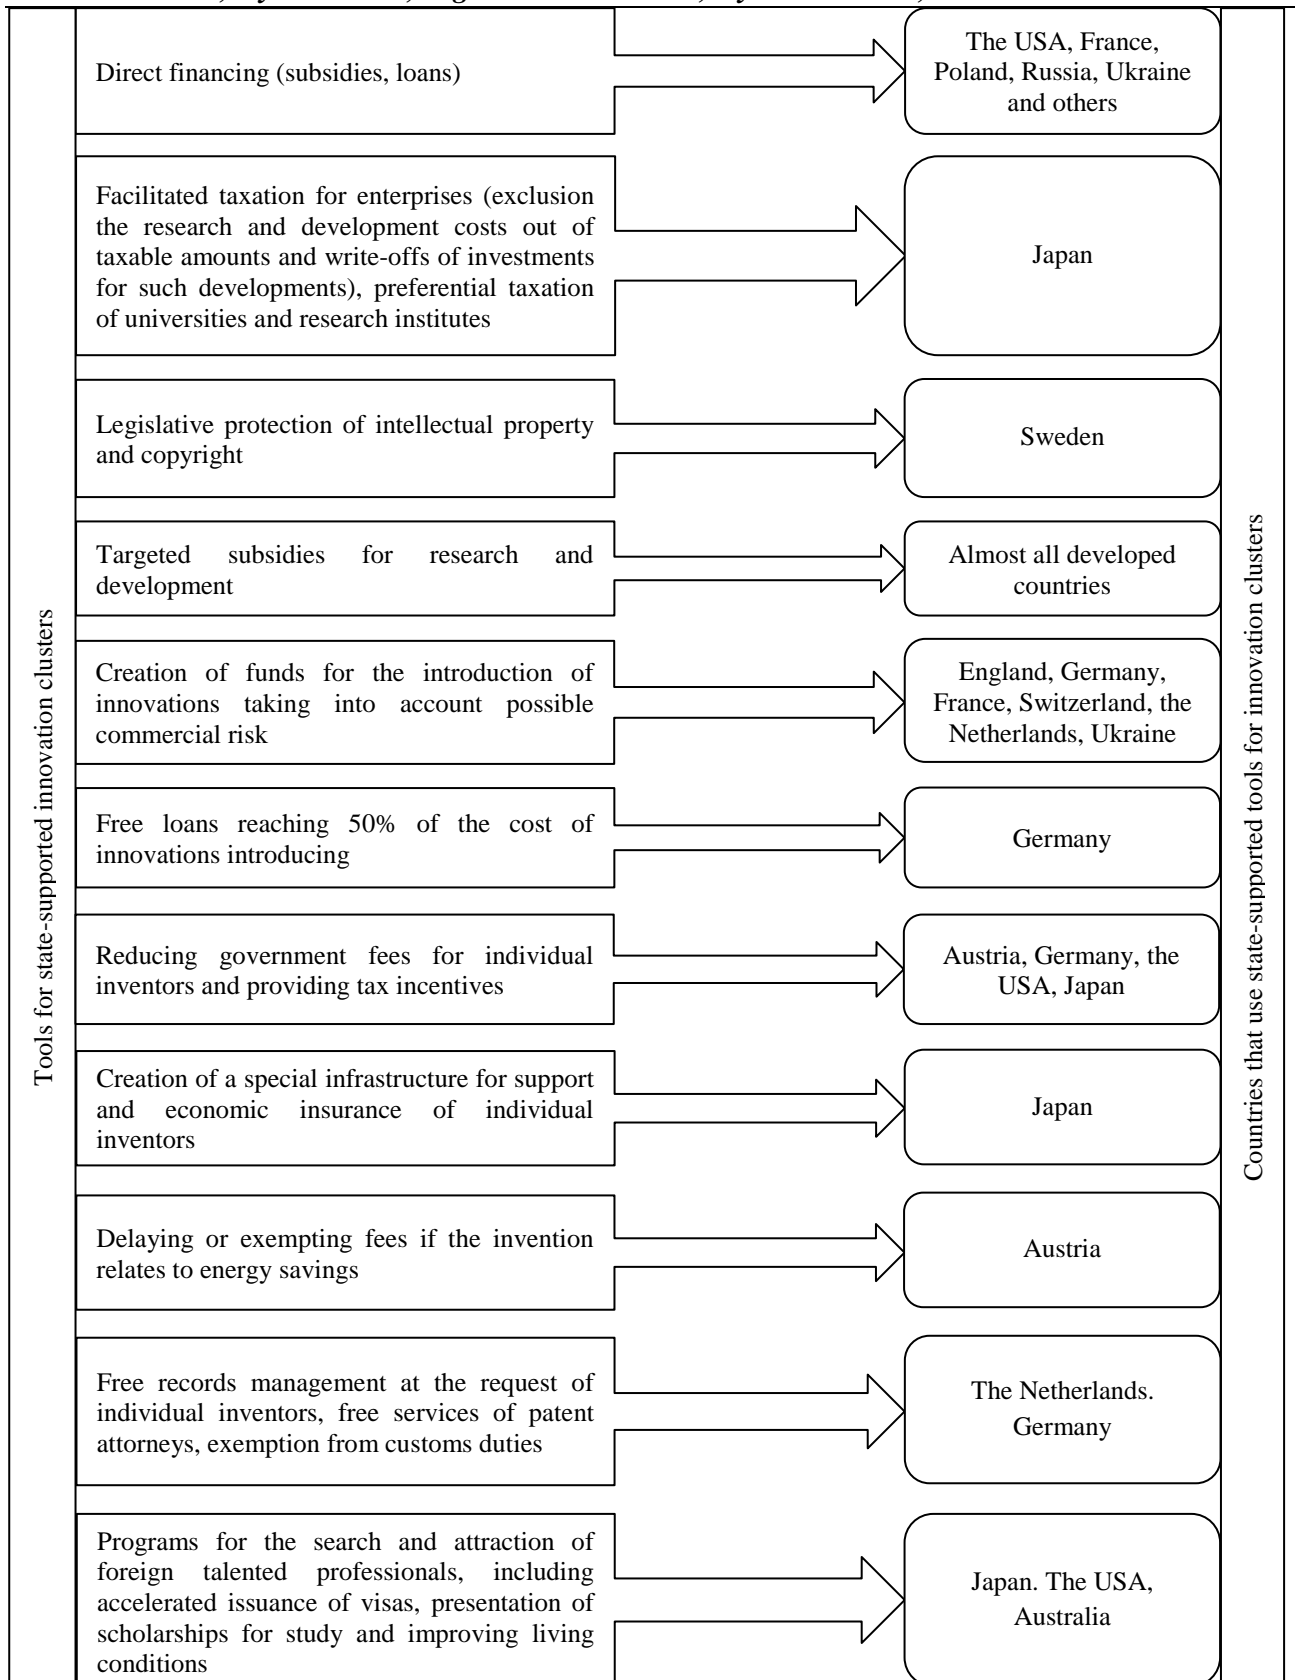 Tools for state-supported innovation clusters
Direct financing (subsidies, loans)
The USA, France,
Poland, Russia, Ukraine
and others
Facilitated taxation for enterprises (exclusion
the research and development costs out of
taxable amounts and write-offs of investments
for such developments), preferential taxation
of universities and research institutes
Japan
Legislative protection of intellectual property
and copyright
Sweden
Targeted subsidies for research and
development
Almost all developed
countries
Creation of funds for the introduction of
innovations taking into account possible
commercial risk
England, Germany,
France, Switzerland, the
Netherlands, Ukraine
Free loans reaching 50% of the cost of
innovations introducing
Germany
Reducing government fees for individual
inventors and providing tax incentives
Austria, Germany, the
USA, Japan
Creation of a special infrastructure for support
and economic insurance of individual
inventors
Japan
Delaying or exempting fees if the invention
relates to energy savings
Austria
Free records management at the request of
individual inventors, free services of patent
attorneys, exemption from customs duties
The Netherlands.
Germany
Programs for the search and attraction of
foreign talented professionals, including
accelerated issuance of visas, presentation of
scholarships for study and improving living
conditions
Japan. The USA,
Australia
Countries that use state-supported tools for innovation clusters